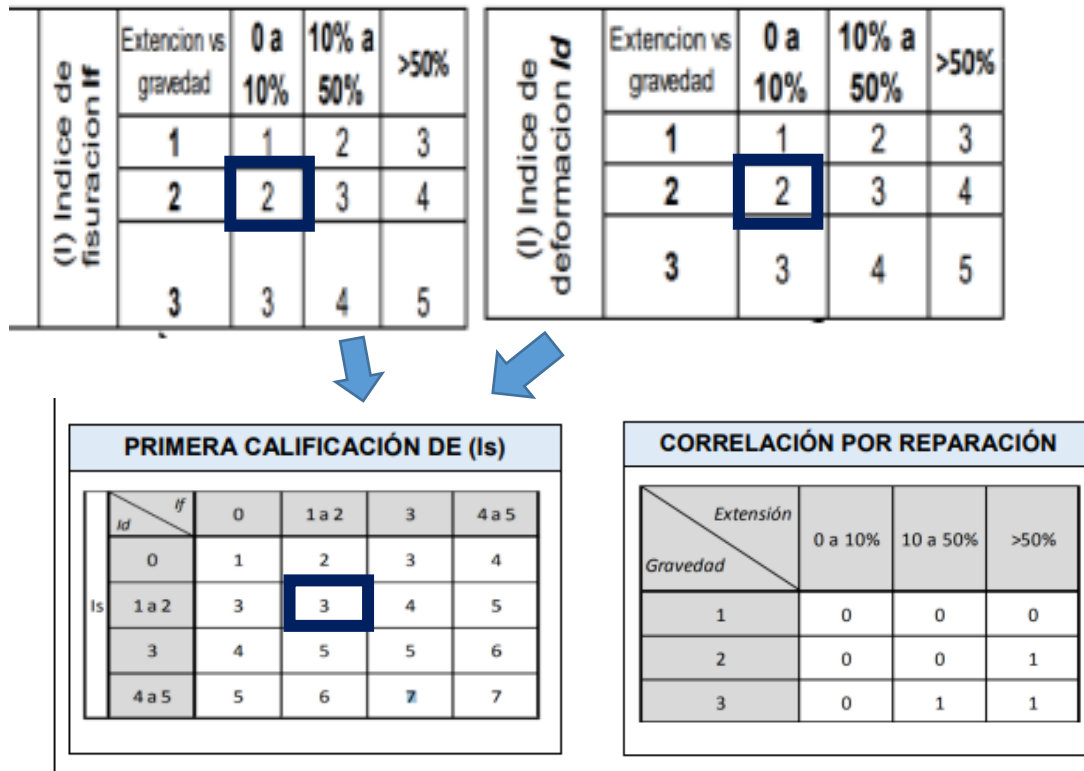 (I) Indice de fisuracion If
Extencion vs gravedad 0 a 10% 10% a 50% >50%
1 1 2 3
2 2 3 4
3 3 4 5
(I) Indice de deformacion Id
Extencion vs gravedad 0 a 10% 10% a 50% >50%
1 1 2 3
2 2 3 4
3 3 4 5
PRIMERA CALIFICACIÓN DE (Is)
Is
If
Id
0 1 a 2 3 4 a 5
0 1 2 3 4
1 a 2 3 3 4 5
3 4 5 5 6
4 a 5 5 6 7 7
CORRELACIÓN POR REPARACIÓN
Extensión
Gravedad
0 a 10% 10 a 50% >50%
1 0 0 0
2 0 0 1
3 0 1 1